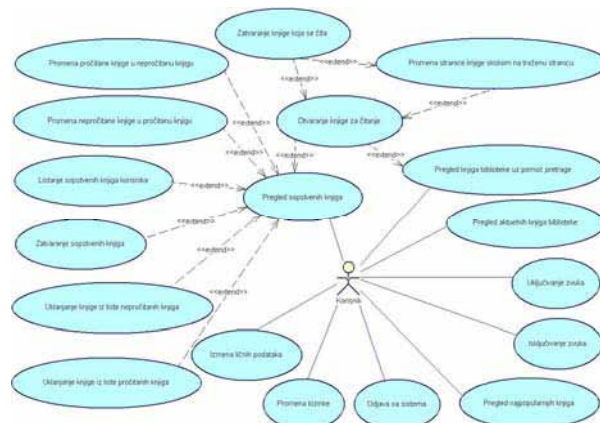 Zatvaranje knjige koja se čita
Promena pročitane knjige u nepročitanu knjigu
<<extend>>
Promena stranice knjige skokom na traženu stranicu
<<extend>>
<<extend>>
Promena nepročitane knjige u pročitanu knjigu
<<extend>>
Otvaranje knjige za čitanje
<<extend>>
<<extend>>
<<extend>>
<<extend>>
Listanje sopstvenih knjiga korisnika
<<extend>>
Pregled knjiga biblioteke uz pomoć pretrage
Pregled sopstvenih knjiga
<<extend>>
Pregled aktuelnih knjiga biblioteke
Zatvaranje sopstvenih knjiga
<<extend>>
<<extend>>
Uključivanje zvuka
Korisnik
Uklanjanje knjige iz liste nepročitanih knjiga
Isključivanje zvuka
Izmena ličnih podataka
Uklanjanje knjige iz liste pročitanih knjiga
Promena lozinke
Odjava sa sistema
Pregled najpopularnijih knjiga